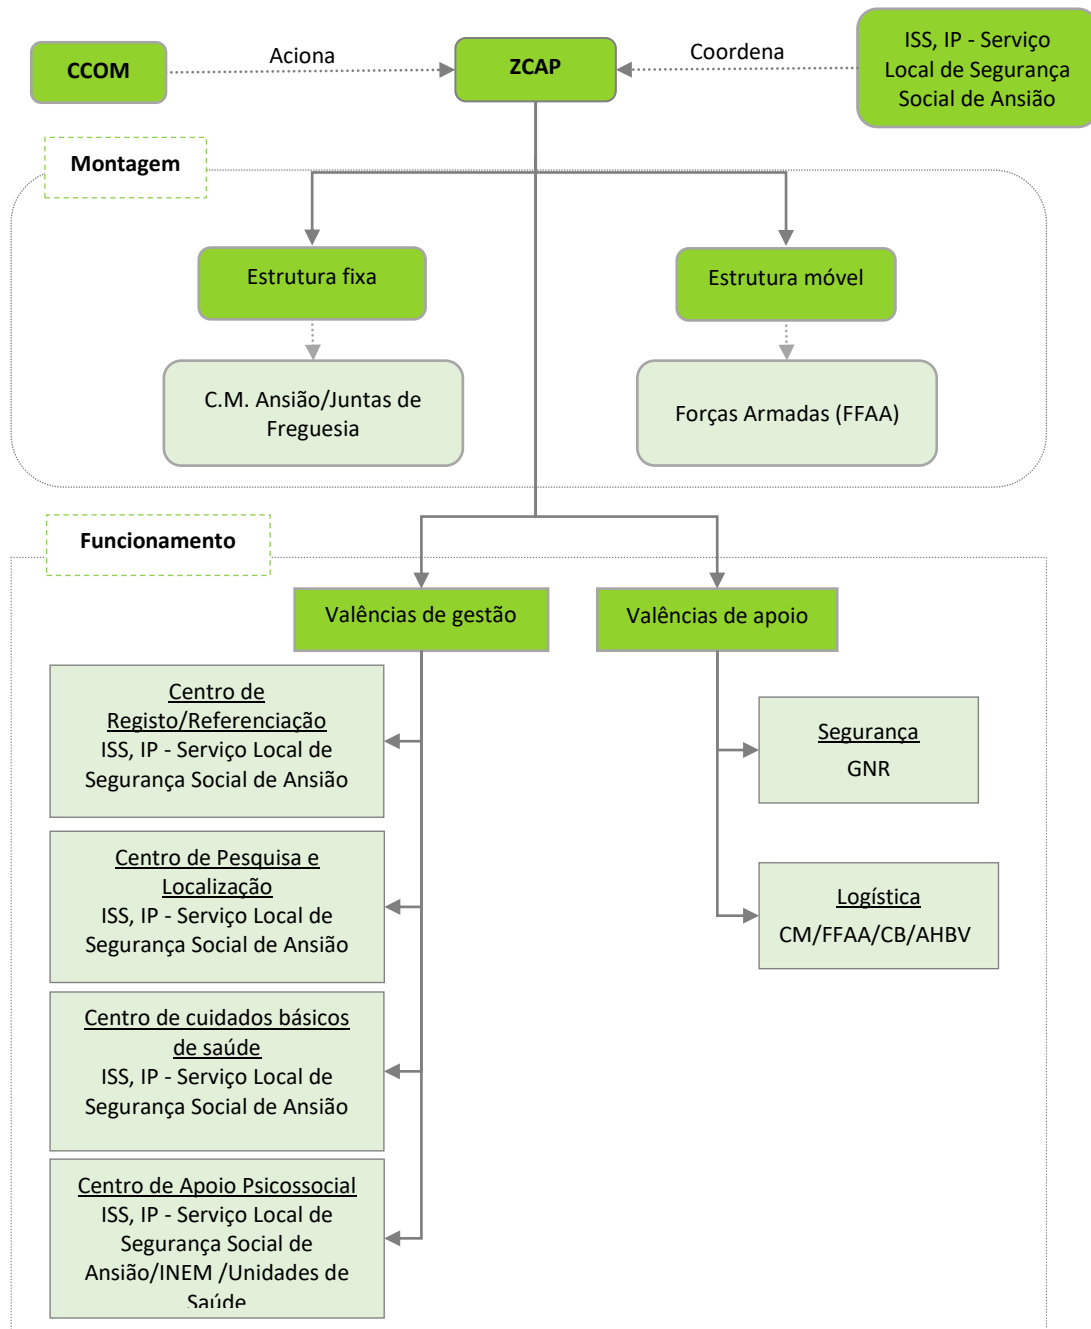 CCOM
Aciona
ZCAP
Coordena
ISS, IP - Serviço
Local de Segurança
Social de Ansião
Montagem
Estrutura fixa
Estrutura móvel
C.M. Ansião/Juntas de
Freguesia
Forças Armadas (FFAA)
Funcionamento
Valências de gestão
Valências de apoio
Centro de
Registo/Referenciação
ISS, IP - Serviço Local de
Segurança Social de Ansião
Segurança
GNR
Centro de Pesquisa e
Localização
ISS, IP - Serviço Local de
Segurança Social de Ansião
Logística
CM/FFAA/CB/AHBV
Centro de cuidados básicos
de saúde
ISS, IP - Serviço Local de
Segurança Social de Ansião
Centro de Apoio Psicossocial
ISS, IP - Serviço Local de
Segurança Social de
Ansião/INEM /Unidades de
Saúde